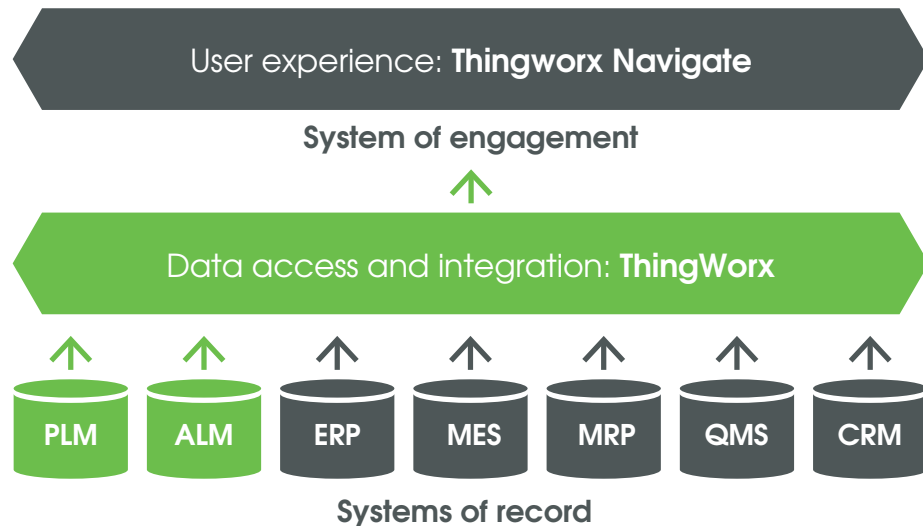 User experience: Thingworx Navigate
System of engagement
Data access and integration: ThingWorx
PLM ALM ERP MES MRP QMS CRM
Systems of record